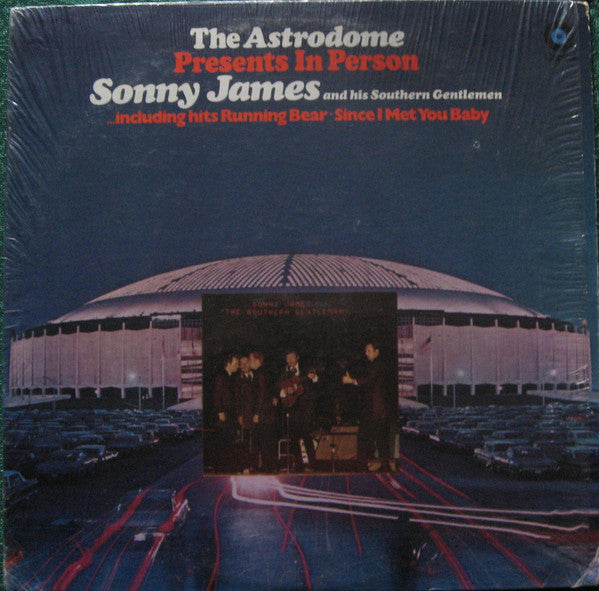 The Astrodome
Presents In Person
Sonny James and his Southern Gentlemen
...including hits Running Bear · Since I Met You Baby
SONNY JAMES
"THE SOUTHERN GENTLEMEN"